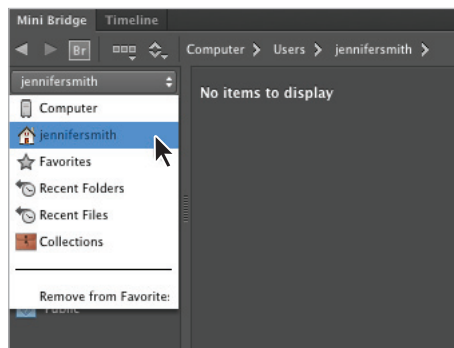 Mini Bridge Timeline
Br Computer > Users > jennifersmith >
jennifersmith
No items to display
Computer
jennifersmith
Favorites
Recent Folders
Recent Files
Collections
Remove from Favorite:
Public